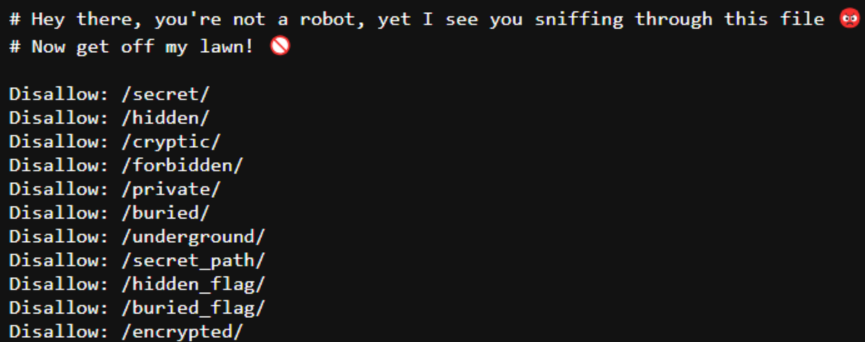 # Hey there, you're not a robot, yet I see you sniffing through this file 👹
# Now get off my lawn! 🚫
Disallow: /secret/
Disallow: /hidden/
Disallow: /cryptic/
Disallow: /forbidden/
Disallow: /private/
Disallow: /buried/
Disallow: /underground/
Disallow: /secret_path/
Disallow: /hidden_flag/
Disallow: /buried_flag/
Disallow: /encrypted/